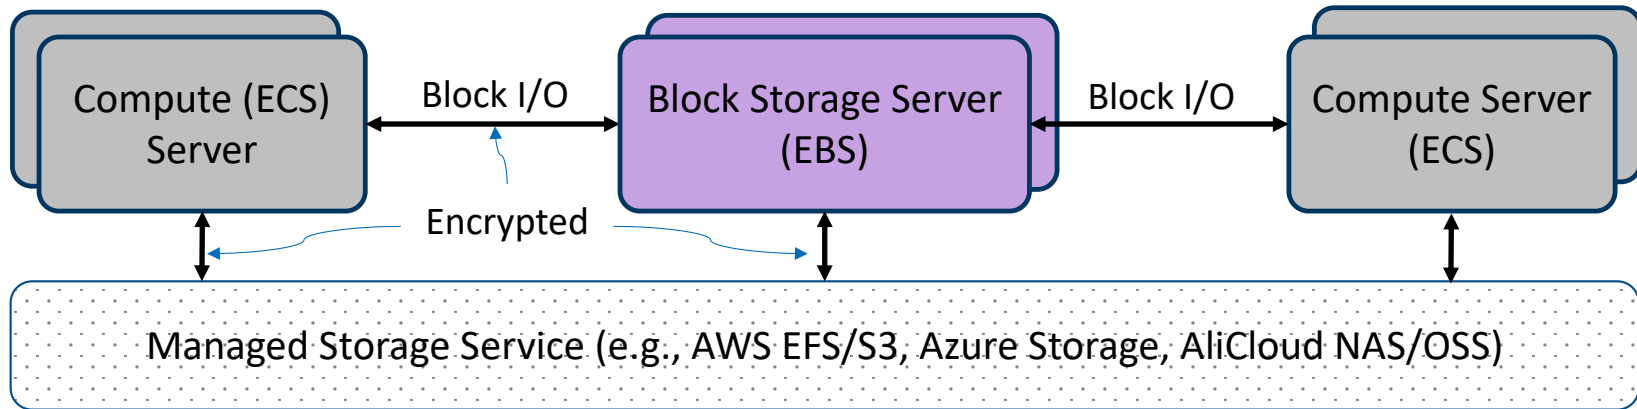 Compute (ECS)
Server
Block I/O
Block Storage Server
(EBS)
Block I/O
Compute Server
(ECS)
Encrypted
Managed Storage Service (e.g., AWS EFS/S3, Azure Storage, AliCloud NAS/OSS)